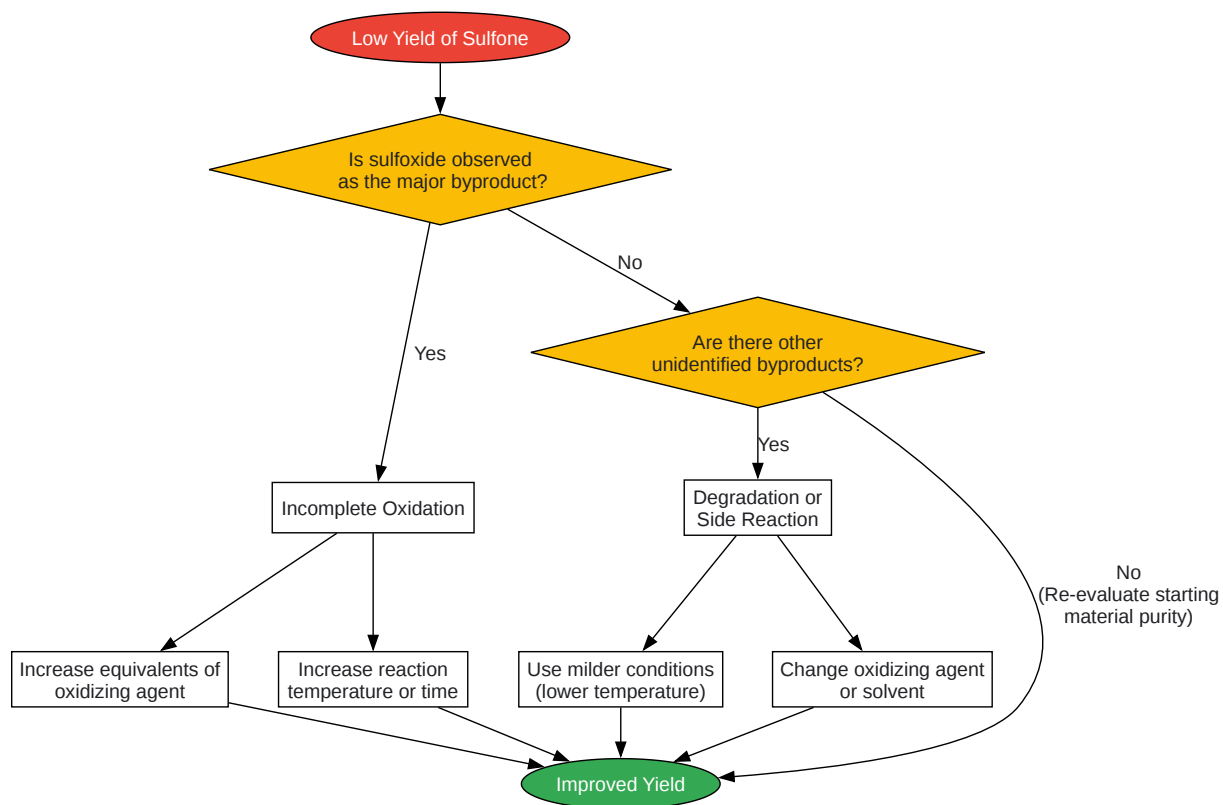 Low Yield of Sulfone
Is sulfoxide observed
as the major byproduct?
No
Yes
Are there other
unidentified byproducts?
Yes
Incomplete Oxidation
Degradation or
Side Reaction
No
(Re-evaluate starting
material purity)
Increase equivalents of
oxidizing agent
Increase reaction
temperature or time
Use milder conditions
(lower temperature)
Change oxidizing agent
or solvent
Improved Yield